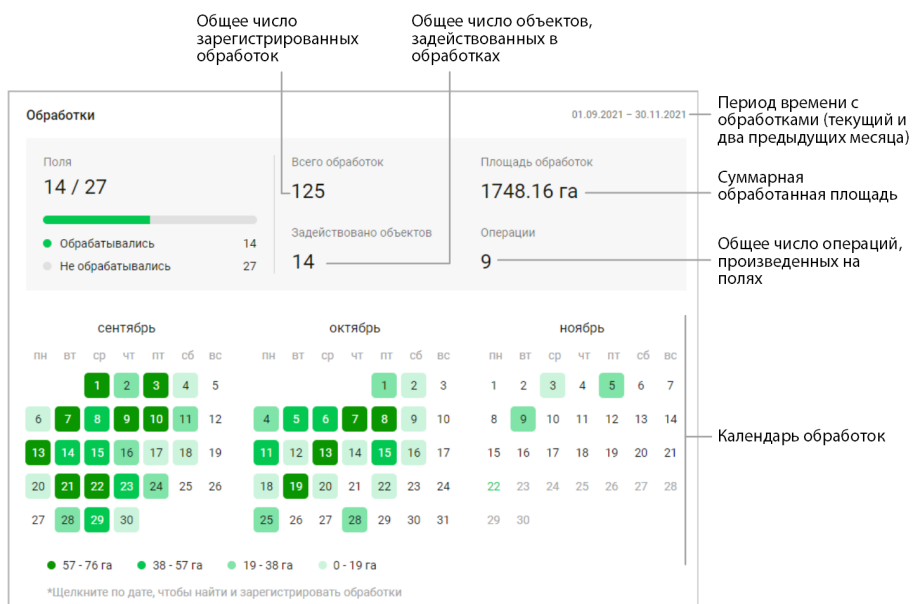 Общее число
зарегистрированных
обработок
Общее число объектов,
задействованных в
обработках
Обработки
01.09.2021 – 30.11.2021
Период времени с
обработками (текущий и
два предыдущих месяца)
Поля
14 / 27
Обрабатывались 14
Не обрабатывались 27
Всего обработок
125
Задействовано объектов
14
Площадь обработок
1748.16 га
Операции
9
Суммарная
обработанная площадь
Общее число операций,
произведенных на
полях
сентябрь
пн вт ср чт пт сб вс
1 2 3 4 5
6 7 8 9 10 11 12
13 14 15 16 17 18 19
20 21 22 23 24 25 26
27 28 29 30
октябрь
пн вт ср чт пт сб вс
1 2 3
4 5 6 7 8 9 10
11 12 13 14 15 16 17
18 19 20 21 22 23 24
25 26 27 28 29 30 31
ноябрь
пн вт ср чт пт сб вс
1 2 3 4 5 6 7
8 9 10 11 12 13 14
15 16 17 18 19 20 21
22 23 24 25 26 27 28
29 30
Календарь обработок
57 - 76 га 38 - 57 га 19 - 38 га 0 - 19 га
*Щелкните по дате, чтобы найти и зарегистрировать обработки